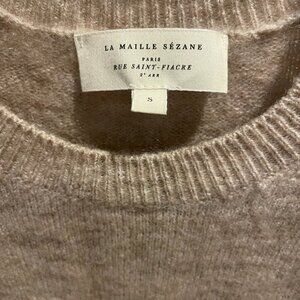 LA MAILLE SÉZANE
PARIS
RUE SAINT-FIACRE
2ᵉ ARR
S